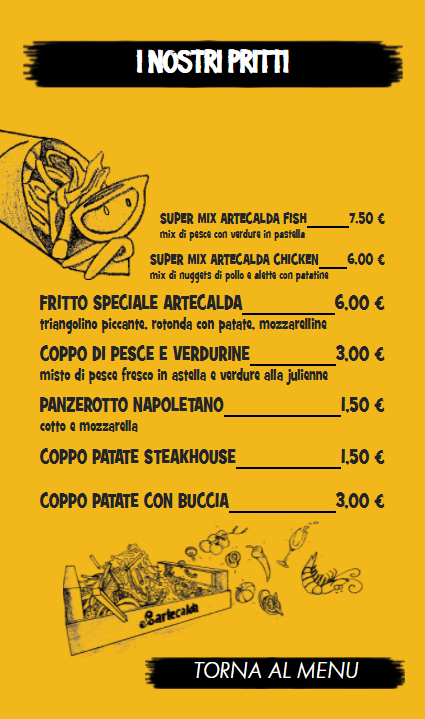 I NOSTRI PRITTI
SUPER MIX ARTECALDA FISH 7.50 €
mix di pesce con verdure in pastella
SUPER MIX ARTECALDA CHICKEN 6.00 €
mix di nuggets di pollo e alette con patatine
FRITTO SPECIALE ARTECALDA 6,00 €
triangolino piccante, rotonda con patate, mozzarelline
COPPO DI PESCE E VERDURINE 3,00 €
misto di pesce fresco in astella e verdure alla julienne
PANZEROTTO NAPOLETANO 1,50 €
cotto e mozzarella
COPPO PATATE STEAKHOUSE 1,50 €
COPPO PATATE CON BUCCIA 3,00 €
artecalda
TORNA AL MENU